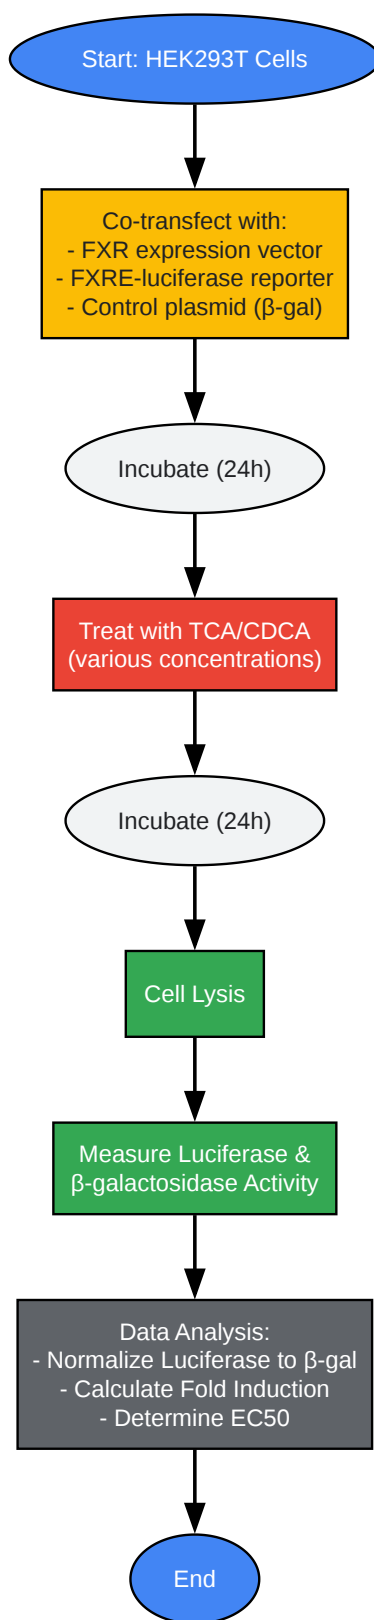 Start: HEK293T Cells
Co-transfect with:
- FXR expression vector
- FXRE-luciferase reporter
- Control plasmid (β-gal)
Incubate (24h)
Treat with TCA/CDCA
(various concentrations)
Incubate (24h)
Cell Lysis
Measure Luciferase &
β-galactosidase Activity
Data Analysis:
- Normalize Luciferase to β-gal
- Calculate Fold Induction
- Determine EC50
End